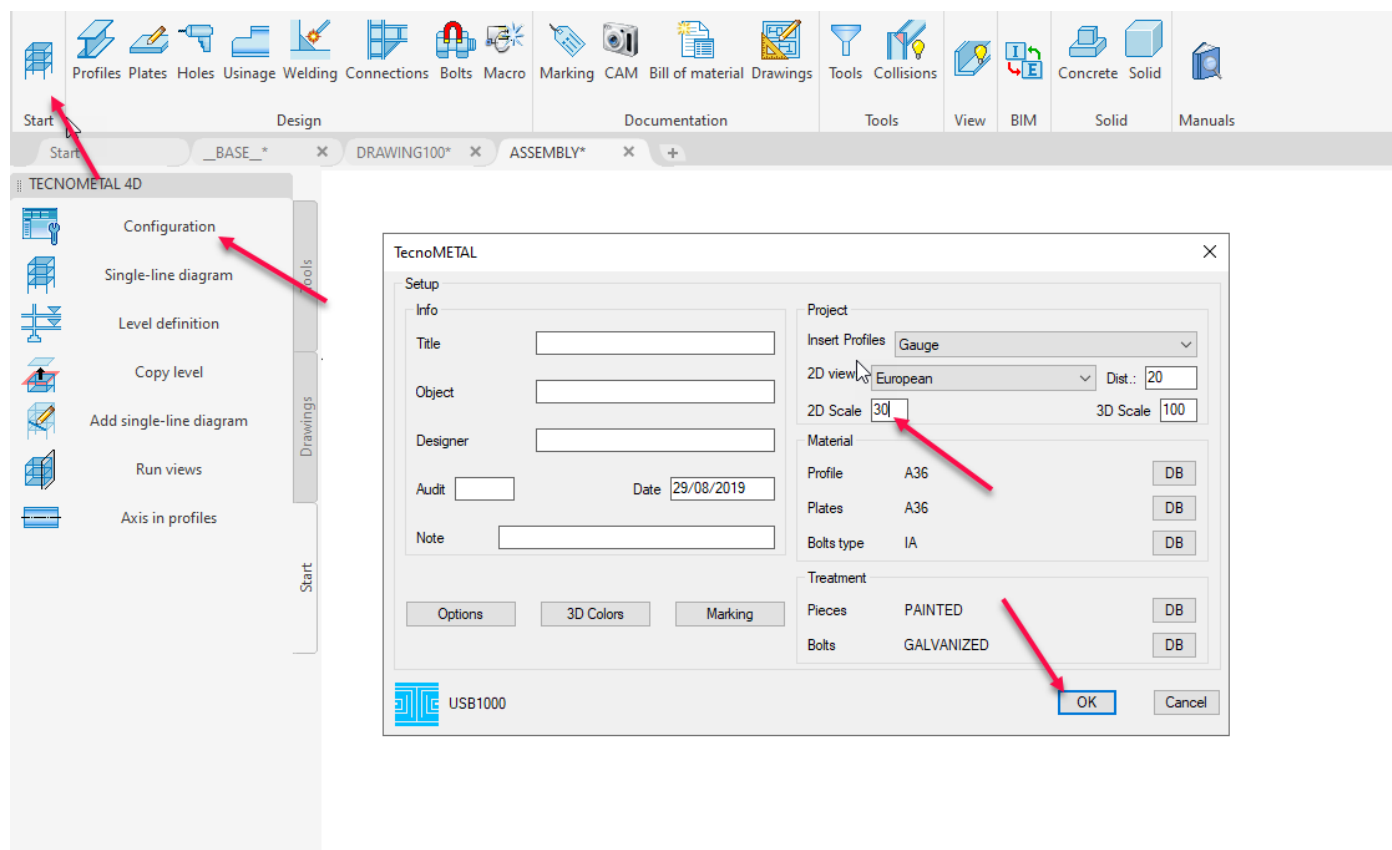 Profiles Plates Holes Usinage Welding Connections Bolts Macro Marking CAM Bill of material Drawings Tools Collisions Concrete Solid
Start Design Documentation Tools View BIM Solid Manuals
Start __BASE__* DRAWING100* ASSEMBLY*
TECNOMETAL 4D
Configuration
Single-line diagram
Level definition
Copy level
Add single-line diagram
Run views
Axis in profiles
Tools
Drawings
Start
TecnoMETAL
Setup
Info
Title
Object
Designer
Audit Date 29/08/2019
Note
Options 3D Colors Marking
Project
Insert Profiles Gauge
2D view European Dist.: 20
2D Scale 30 3D Scale 100
Material
Profile A36 DB
Plates A36 DB
Bolts type IA DB
Treatment
Pieces PAINTED DB
Bolts GALVANIZED DB
USB1000
OK Cancel